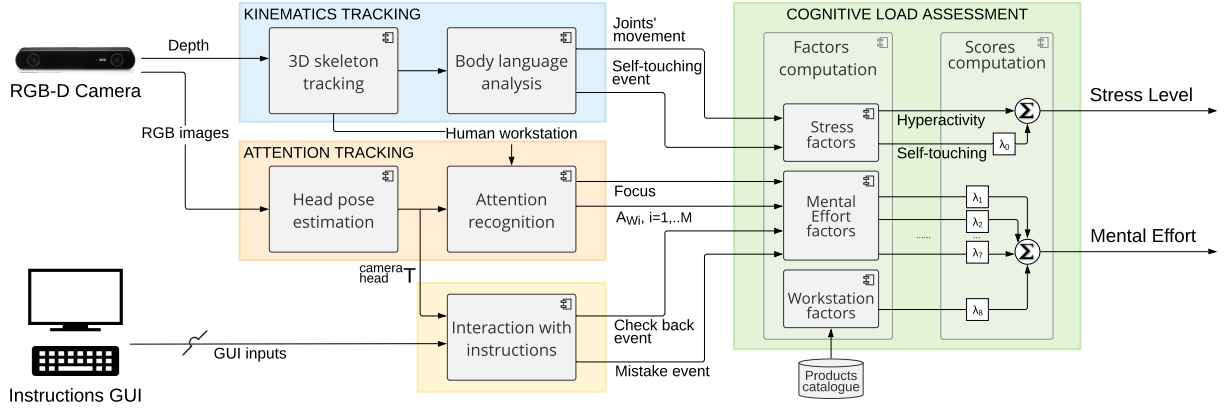 KINEMATICS TRACKING
COGNITIVE LOAD ASSESSMENT
Depth
RGB-D Camera
RGB images
3D skeleton
tracking
Body language
analysis
Joints'
movement
Self-touching
event
Human workstation
ATTENTION TRACKING
Head pose
estimation
Attention
recognition
Focus
A_Wi, i=1,..M
camera
head T
Interaction with
instructions
Check back
event
Mistake event
GUI inputs
Instructions GUI
Factors
computation
Scores
computation
Stress
factors
Hyperactivity
Self-touching
λ0
Σ
Stress Level
Mental
Effort
factors
λ1
λ2
......
...
λ7
Σ
Mental Effort
Workstation
factors
λ8
Products
catalogue